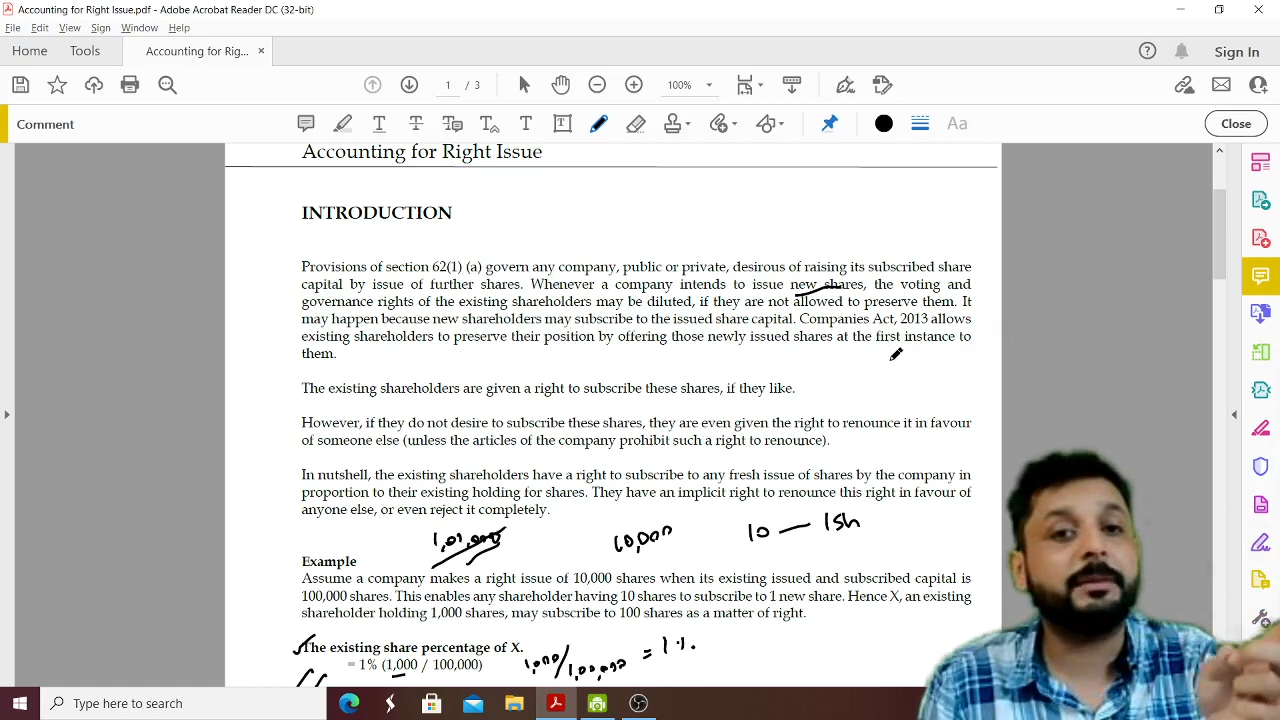 Accounting for Right Issue.pdf - Adobe Acrobat Reader DC (32-bit)
File Edit View Sign Window Help
Home Tools Accounting for Rig... × Sign In
1 / 3 100%
Comment Aa Close
Accounting for Right Issue
INTRODUCTION
Provisions of section 62(1) (a) govern any company, public or private, desirous of raising its subscribed share
capital by issue of further shares. Whenever a company intends to issue new shares, the voting and
governance rights of the existing shareholders may be diluted, if they are not allowed to preserve them. It
may happen because new shareholders may subscribe to the issued share capital. Companies Act, 2013 allows
existing shareholders to preserve their position by offering those newly issued shares at the first instance to
them.
The existing shareholders are given a right to subscribe these shares, if they like.
However, if they do not desire to subscribe these shares, they are even given the right to renounce it in favour
of someone else (unless the articles of the company prohibit such a right to renounce).
In nutshell, the existing shareholders have a right to subscribe to any fresh issue of shares by the company in
proportion to their existing holding for shares. They have an implicit right to renounce this right in favour of
anyone else, or even reject it completely.
1,00,000 10,000 10 — 1sh
Example
Assume a company makes a right issue of 10,000 shares when its existing issued and subscribed capital is
100,000 shares. This enables any shareholder having 10 shares to subscribe to 1 new share. Hence X, an existing
shareholder holding 1,000 shares, may subscribe to 100 shares as a matter of right.
The existing share percentage of X.
= 1% (1,000 / 100,000) 1,000/1,00,000 = 1%.
Type here to search